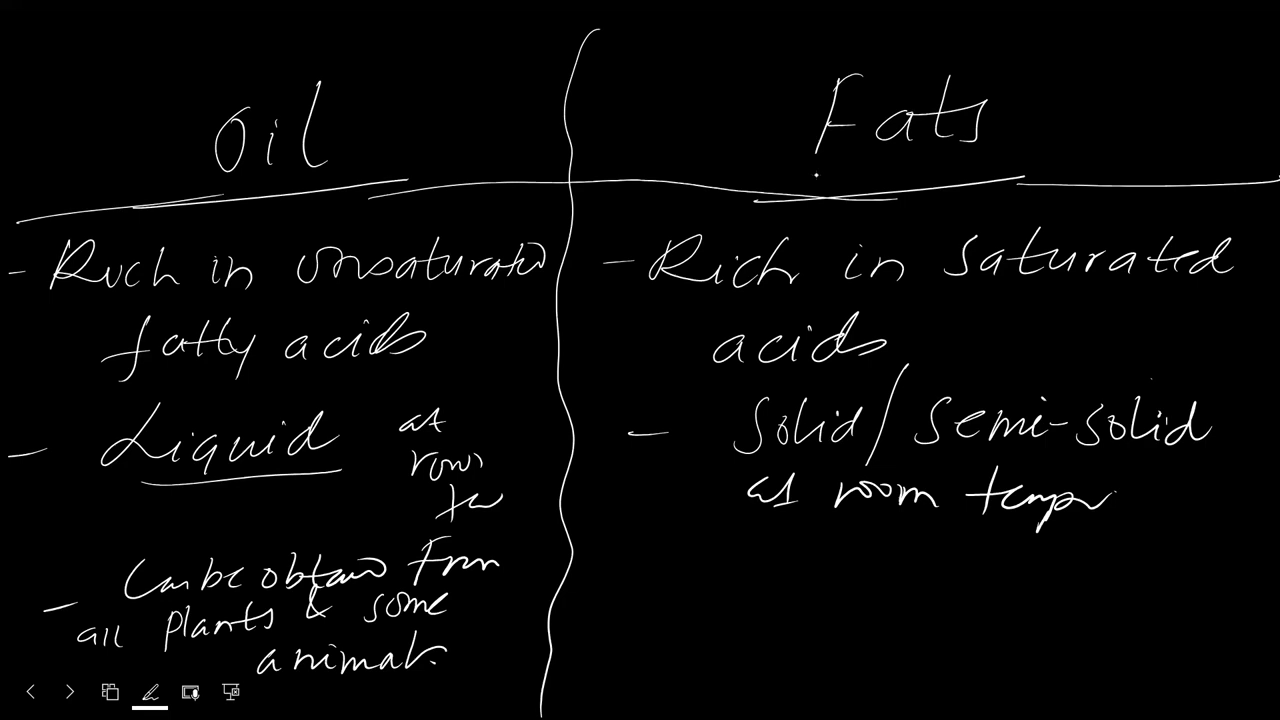 Oil
Fats
- Rich in unsaturated
fatty acids
- Liquid at
room
- Can be obtain From
all plants & some
animals.
- Rich in saturated
acids
- Solid/semi-solid
at room temp